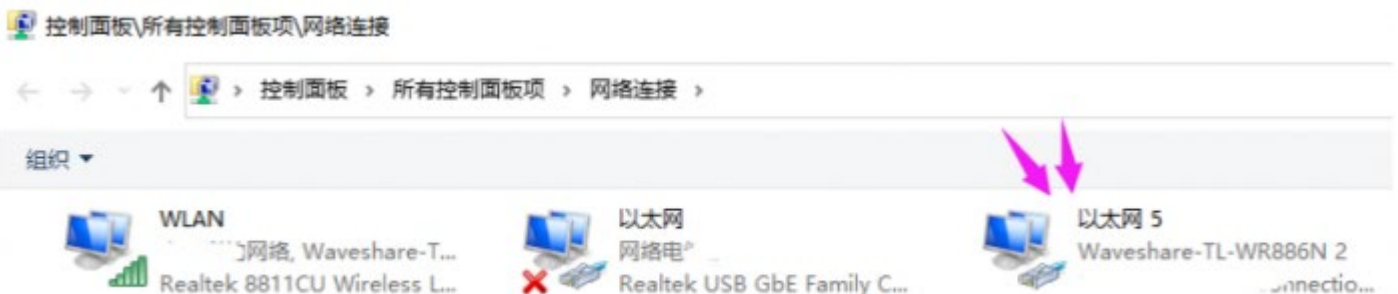 控制面板\所有控制面板项\网络连接
控制面板 › 所有控制面板项 › 网络连接 ›
组织
WLAN
网络, Waveshare-T...
Realtek 8811CU Wireless L...
以太网
网络电
Realtek USB GbE Family C...
以太网 5
Waveshare-TL-WR886N 2